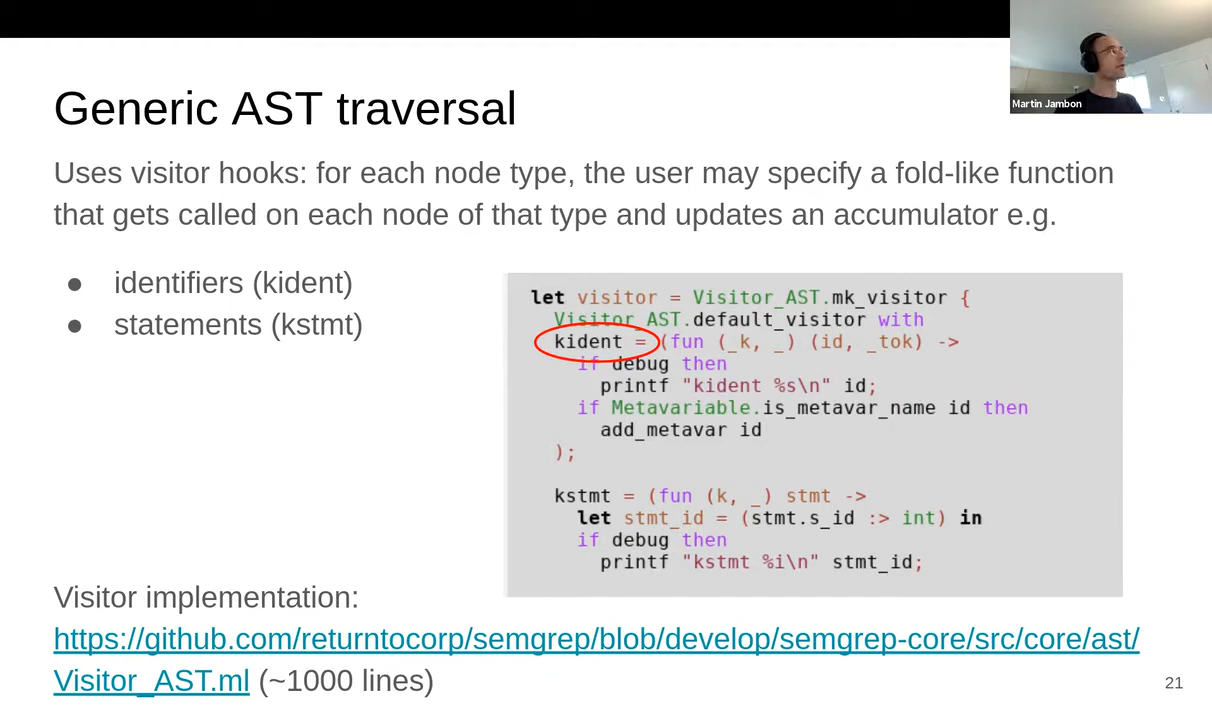 Martin Jambon
Generic AST traversal
Uses visitor hooks: for each node type, the user may specify a fold-like function
that gets called on each node of that type and updates an accumulator e.g.
● identifiers (kident)
● statements (kstmt)
let visitor = Visitor_AST.mk_visitor {
  Visitor_AST.default_visitor with
  kident = (fun (_k, _) (id, _tok) ->
    if debug then
      printf "kident %s\n" id;
    if Metavariable.is_metavar_name id then
      add_metavar id
  );
  kstmt = (fun (k, _) stmt ->
    let stmt_id = (stmt.s_id :> int) in
    if debug then
      printf "kstmt %i\n" stmt_id;
Visitor implementation:
https://github.com/returntocorp/semgrep/blob/develop/semgrep-core/src/core/ast/
Visitor_AST.ml (~1000 lines)
21